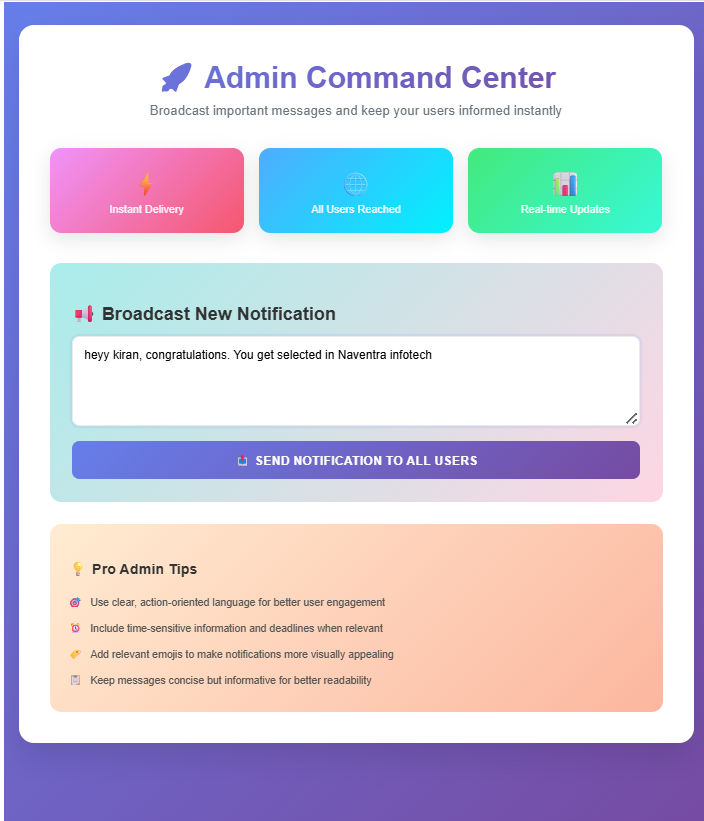 Admin Command Center
Broadcast important messages and keep your users informed instantly
Instant Delivery
All Users Reached
Real-time Updates
Broadcast New Notification
heyy kiran, congratulations. You get selected in Naventra infotech
SEND NOTIFICATION TO ALL USERS
Pro Admin Tips
Use clear, action-oriented language for better user engagement
Include time-sensitive information and deadlines when relevant
Add relevant emojis to make notifications more visually appealing
Keep messages concise but informative for better readability